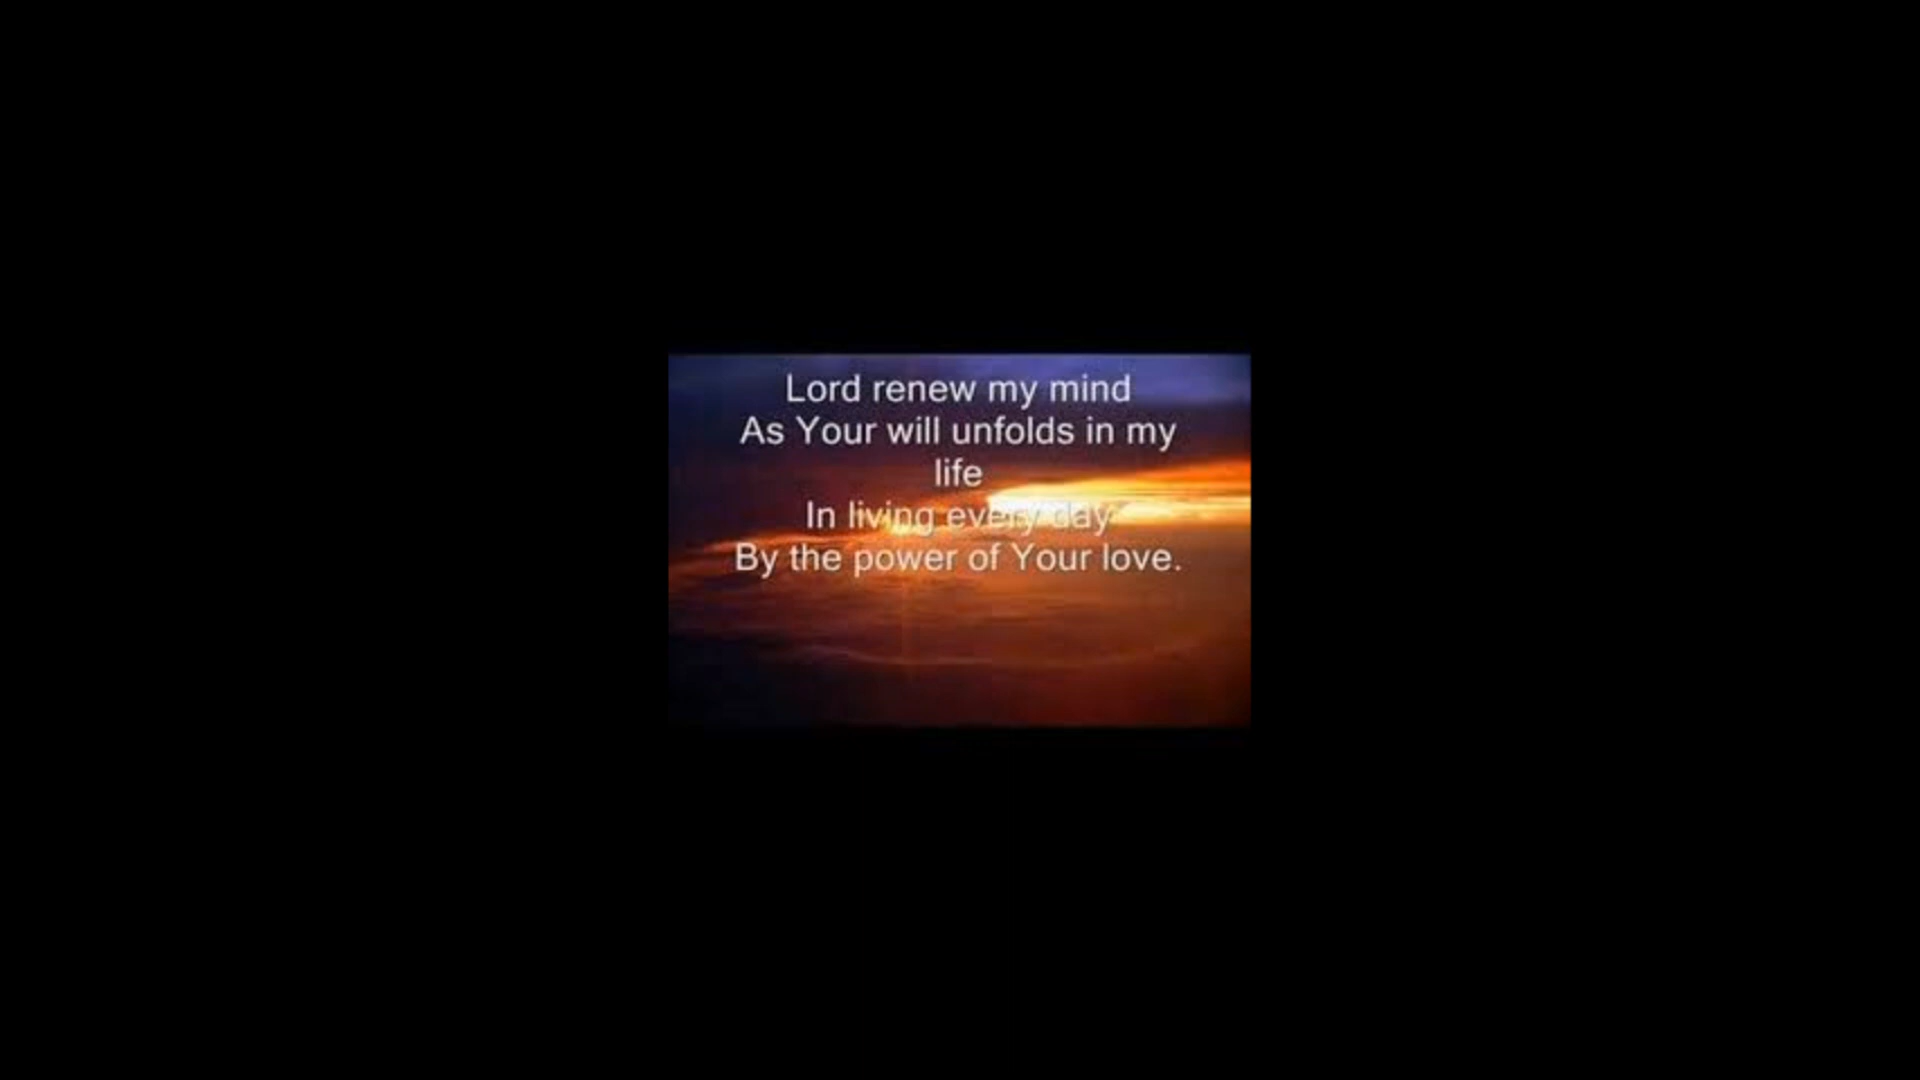 Lord renew my mind
As Your will unfolds in my
life
In living every day
By the power of Your love.